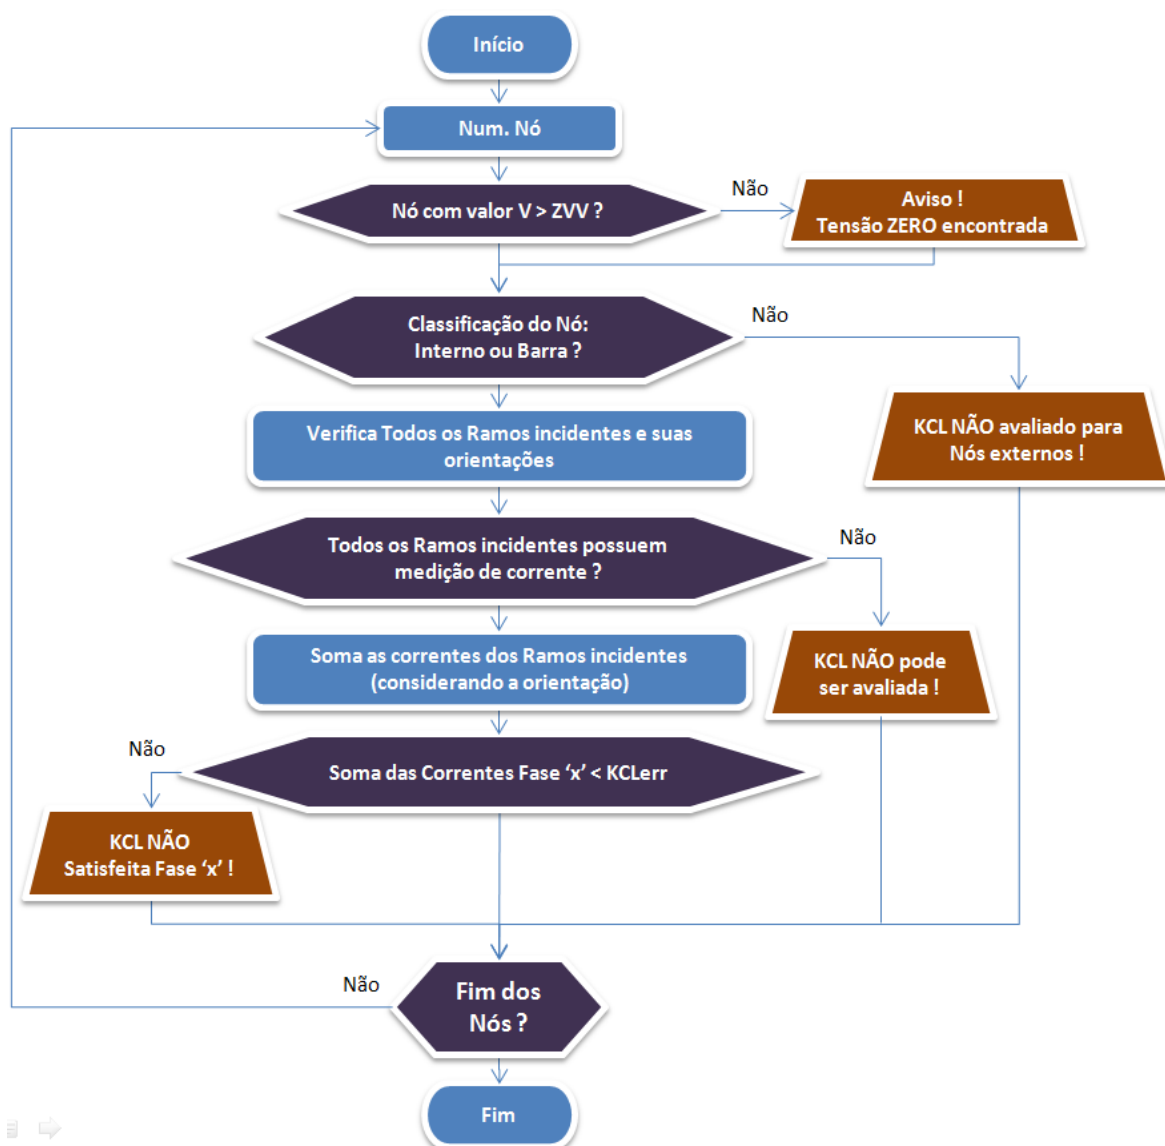 Início
Num. Nó
Nó com valor V > ZVV ?
Não
Aviso !
Tensão ZERO encontrada
Classificação do Nó:
Interno ou Barra ?
Não
KCL NÃO avaliado para
Nós externos !
Verifica Todos os Ramos incidentes e suas
orientações
Todos os Ramos incidentes possuem
medição de corrente ?
Não
KCL NÃO pode
ser avaliada !
Soma as correntes dos Ramos incidentes
(considerando a orientação)
Soma das Correntes Fase ‘x’ < KCLerr
Não
KCL NÃO
Satisfeita Fase ‘x’ !
Fim dos
Nós ?
Não
Fim